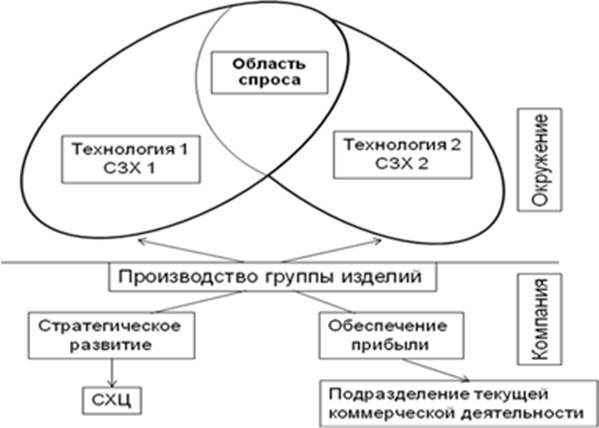 Область
спроса
Технология 1
СЗХ 1
Технология 2
СЗХ 2
Окружение
Производство группы изделий
Стратегическое
развитие
Обеспечение
прибыли
Компания
СХЦ
Подразделение текущей
коммерческой деятельности